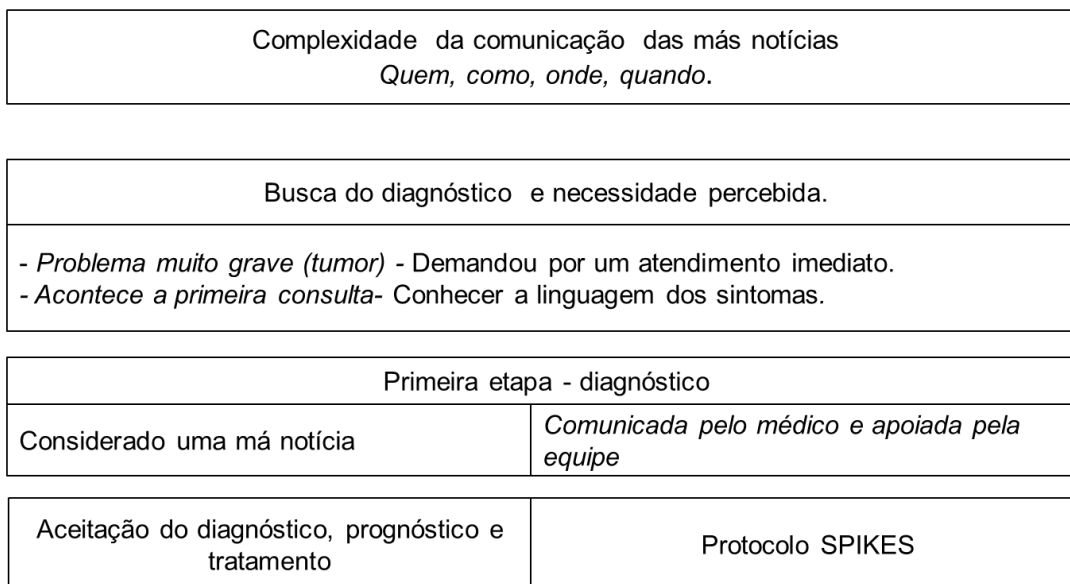 Complexidade da comunicação das más notícias
Quem, como, onde, quando.
Busca do diagnóstico e necessidade percebida.
- Problema muito grave (tumor) - Demandou por um atendimento imediato.
- Acontece a primeira consulta- Conhecer a linguagem dos sintomas.
Primeira etapa - diagnóstico
Considerado uma má notícia
Comunicada pelo médico e apoiada pela
equipe
Aceitação do diagnóstico, prognóstico e
tratamento
Protocolo SPIKES